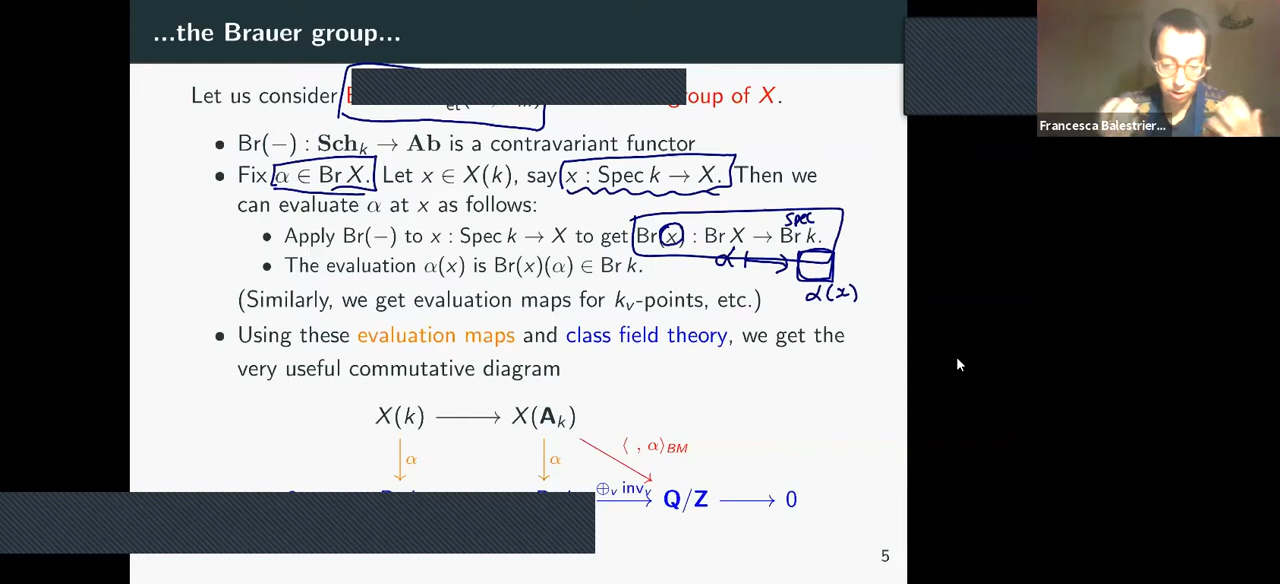 ...the Brauer group...
Let us consider group of X.
• Br(−) : Sch_k → Ab is a contravariant functor
• Fix α ∈ Br X. Let x ∈ X(k), say x : Spec k → X. Then we
can evaluate α at x as follows:
spec
• Apply Br(−) to x : Spec k → X to get Br(x) : Br X → Br k.
• The evaluation α(x) is Br(x)(α) ∈ Br k.
α ↦
α(x)
(Similarly, we get evaluation maps for k_v-points, etc.)
• Using these evaluation maps and class field theory, we get the
very useful commutative diagram
X(k) ⟶ X(A_k)
⟨ , α⟩_BM
α α
⊕_v inv_v Q/Z ⟶ 0
5
Francesca Balestrier...